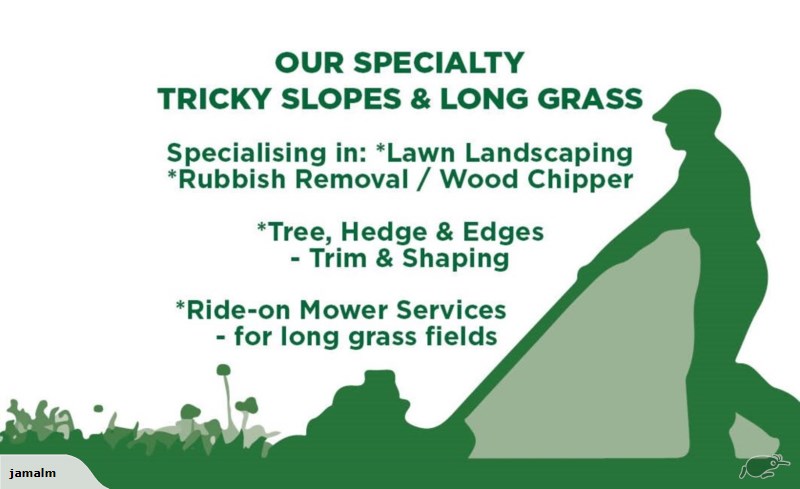 OUR SPECIALTY
TRICKY SLOPES & LONG GRASS
Specialising in: *Lawn Landscaping
*Rubbish Removal / Wood Chipper
*Tree, Hedge & Edges
- Trim & Shaping
*Ride-on Mower Services
- for long grass fields
jamalm